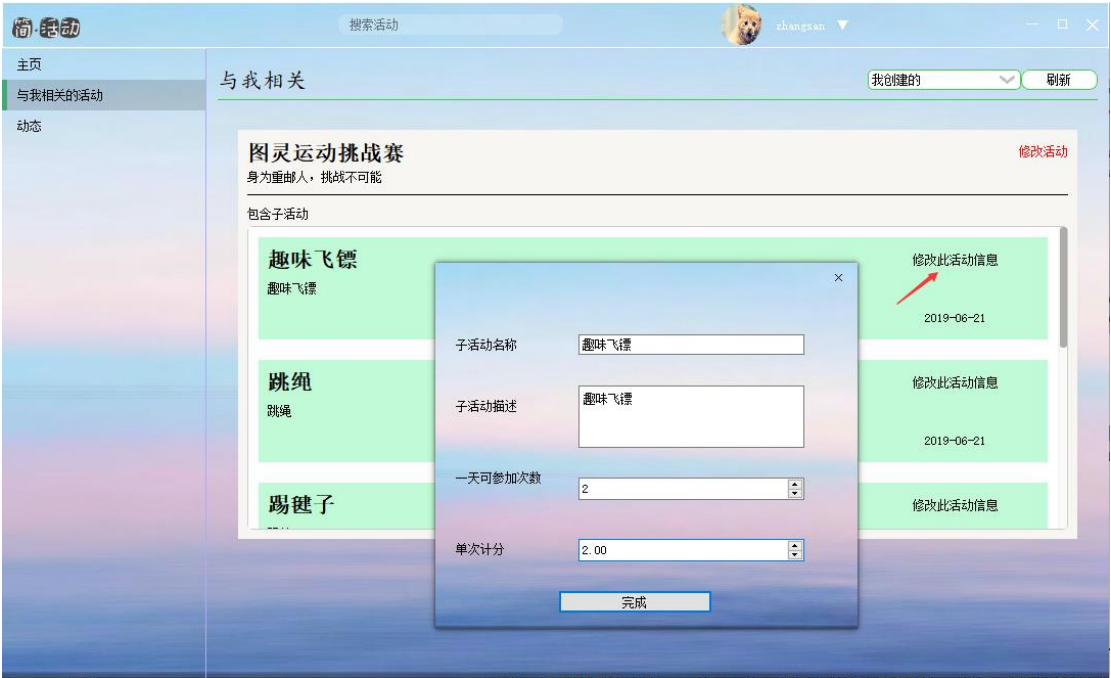 简·活动
搜索活动
zhangsan
主页
与我相关的活动
动态
与我相关
我创建的
刷新
图灵运动挑战赛
修改活动
身为重邮人，挑战不可能
包含子活动
趣味飞镖
修改此活动信息
趣味飞镖
2019-06-21
跳绳
修改此活动信息
跳绳
2019-06-21
踢毽子
修改此活动信息
子活动名称
趣味飞镖
子活动描述
趣味飞镖
一天可参加次数
2
单次计分
2.00
完成